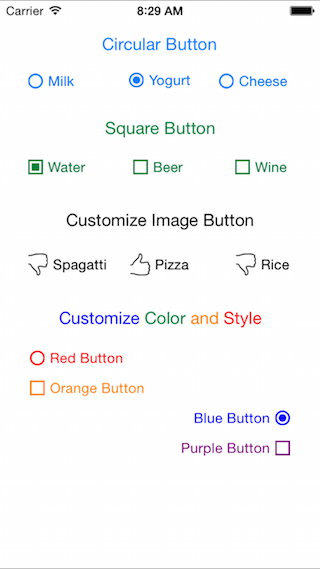 Carrier 8:29 AM
Circular Button
Milk Yogurt Cheese
Square Button
Water Beer Wine
Customize Image Button
Spagatti Pizza Rice
Customize Color and Style
Red Button
Orange Button
Blue Button
Purple Button